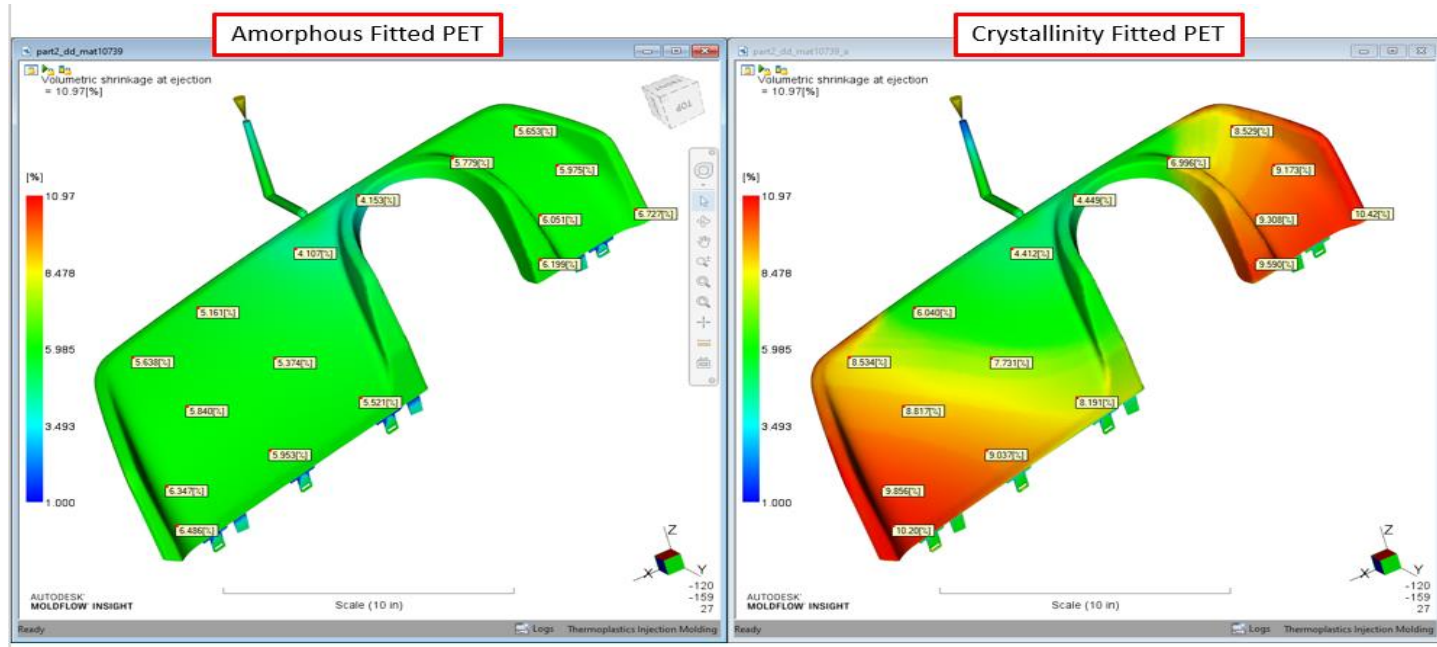 Amorphous Fitted PET
part2_dd_mat10739
Volumetric shrinkage at ejection
= 10.97[%]
TOP
[%]
10.97
8.478
5.985
3.493
1.000
5.653[%]
5.779[%]
5.975[%]
4.153[%]
6.051[%]
6.727[%]
4.107[%]
6.199[%]
5.161[%]
5.638[%]
5.374[%]
5.840[%]
5.521[%]
5.953[%]
6.347[%]
6.486[%]
Z
X
Y
-120
-159
27
AUTODESK'
MOLDFLOW INSIGHT
Scale (10 in)
Ready
Logs
Thermoplastics Injection Molding
Crystallinity Fitted PET
part2_dd_mat10739_a
Volumetric shrinkage at ejection
= 10.97[%]
[%]
10.97
8.478
5.985
3.493
1.000
8.529[%]
6.996[%]
9.173[%]
4.449[%]
9.308[%]
10.42[%]
4.412[%]
9.590[%]
6.040[%]
8.534[%]
7.731[%]
8.817[%]
8.191[%]
9.037[%]
9.856[%]
10.20[%]
Z
X
Y
-120
-159
27
AUTODESK'
MOLDFLOW INSIGHT
Scale (10 in)
Ready
Logs
Thermoplastics Injection Molding